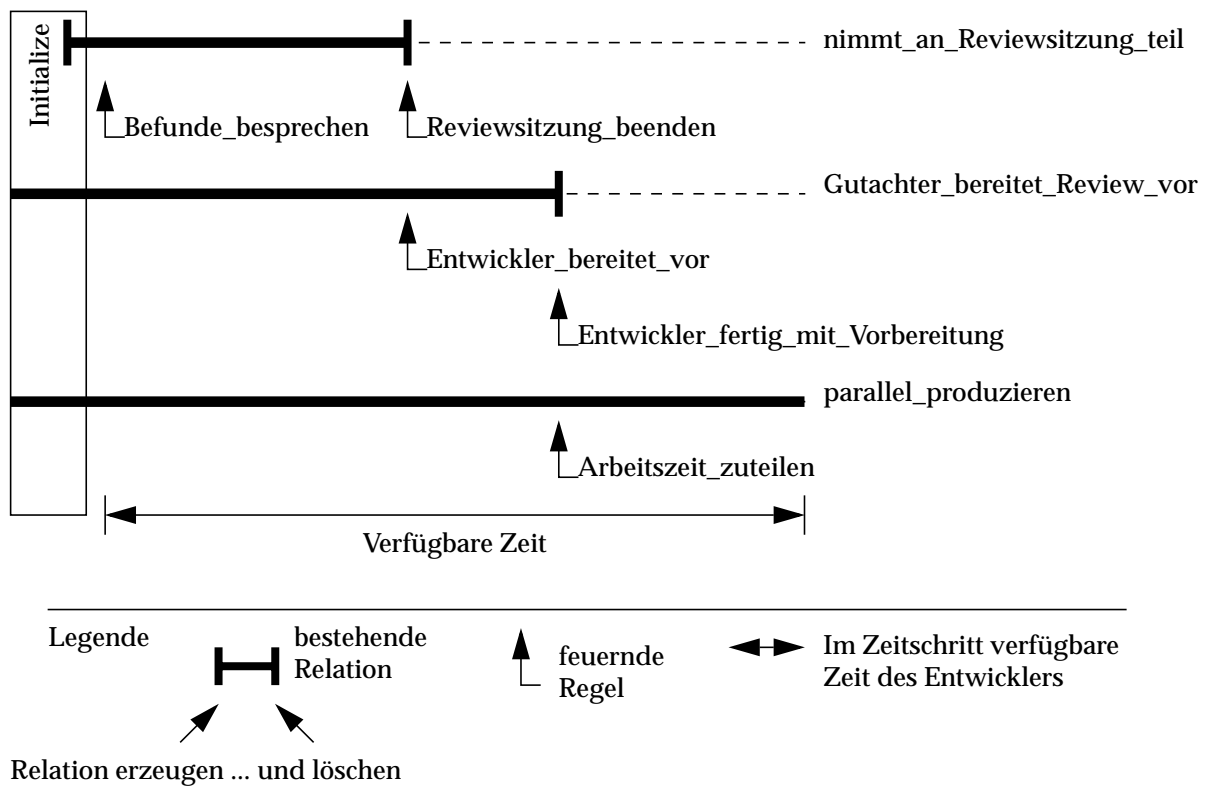 Initialize
nimmt_an_Reviewsitzung_teil
Befunde_besprechen
Reviewsitzung_beenden
Gutachter_bereitet_Review_vor
Entwickler_bereitet_vor
Entwickler_fertig_mit_Vorbereitung
parallel_produzieren
Arbeitszeit_zuteilen
Verfügbare Zeit
Legende
bestehende
Relation
feuernde
Regel
Im Zeitschritt verfügbare
Zeit des Entwicklers
Relation erzeugen ... und löschen